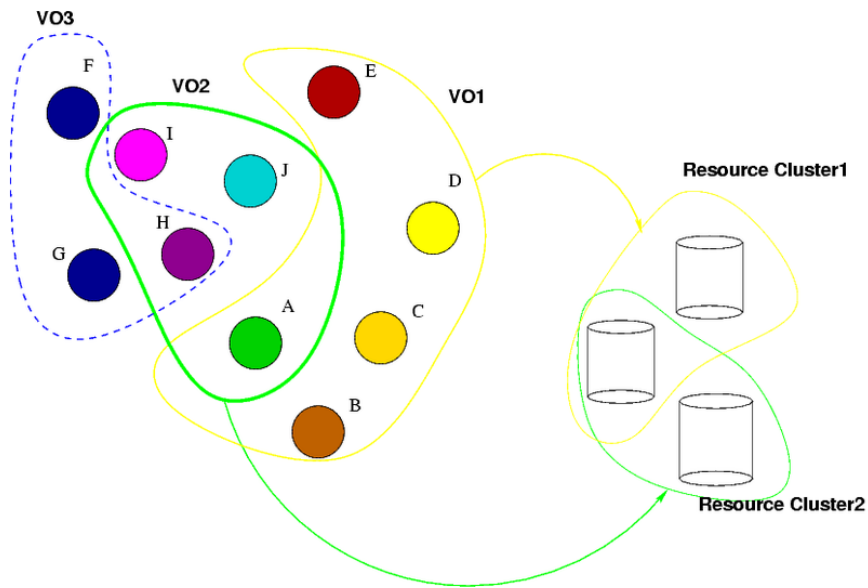 VO3
F
VO2
E
VO1
I
J
D
Resource Cluster1
H
G
A
C
B
Resource Cluster2